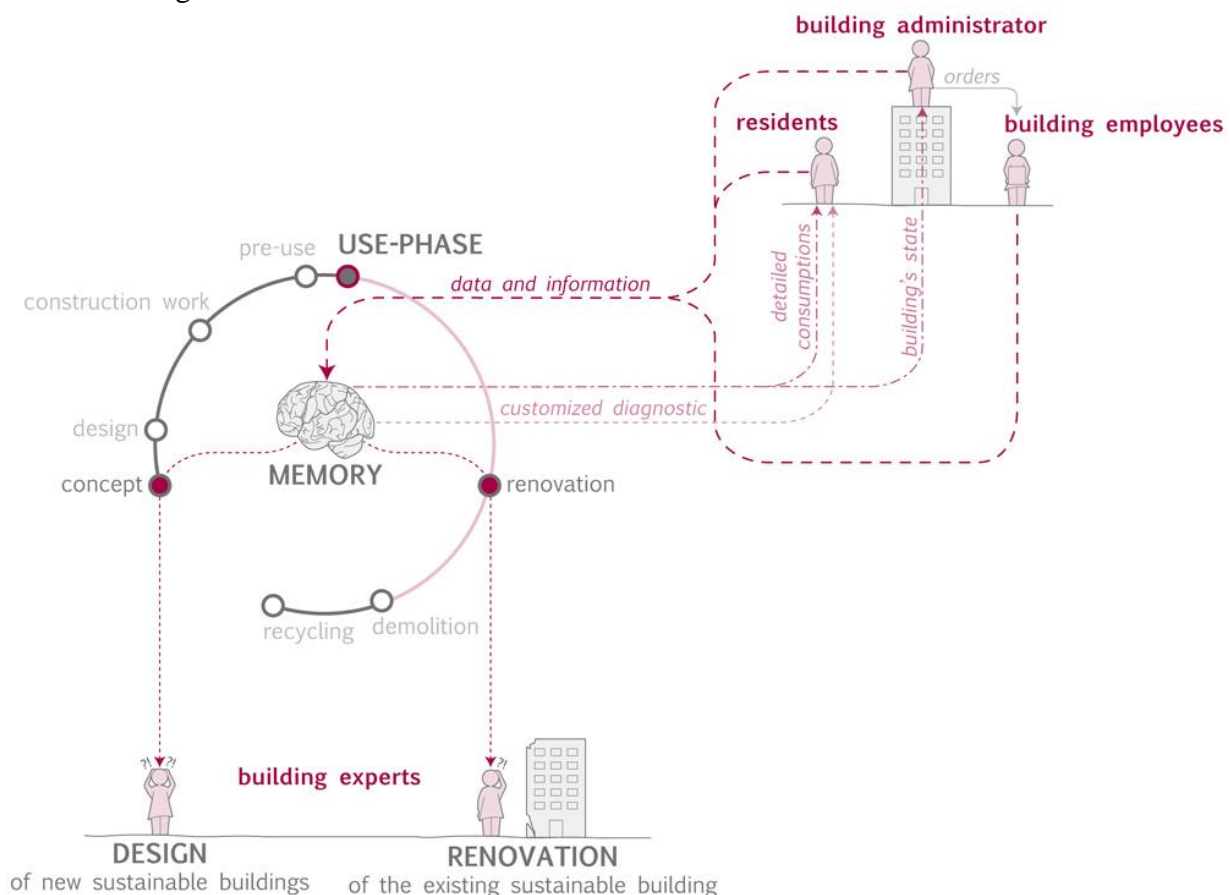 building administrator
orders
residents
building employees
pre-use
USE-PHASE
construction work
data and information
detailed
consumptions
building's state
design
customized diagnostic
concept
MEMORY
renovation
recycling
demolition
?! ?!
?!
building experts
DESIGN
of new sustainable buildings
RENOVATION
of the existing sustainable building